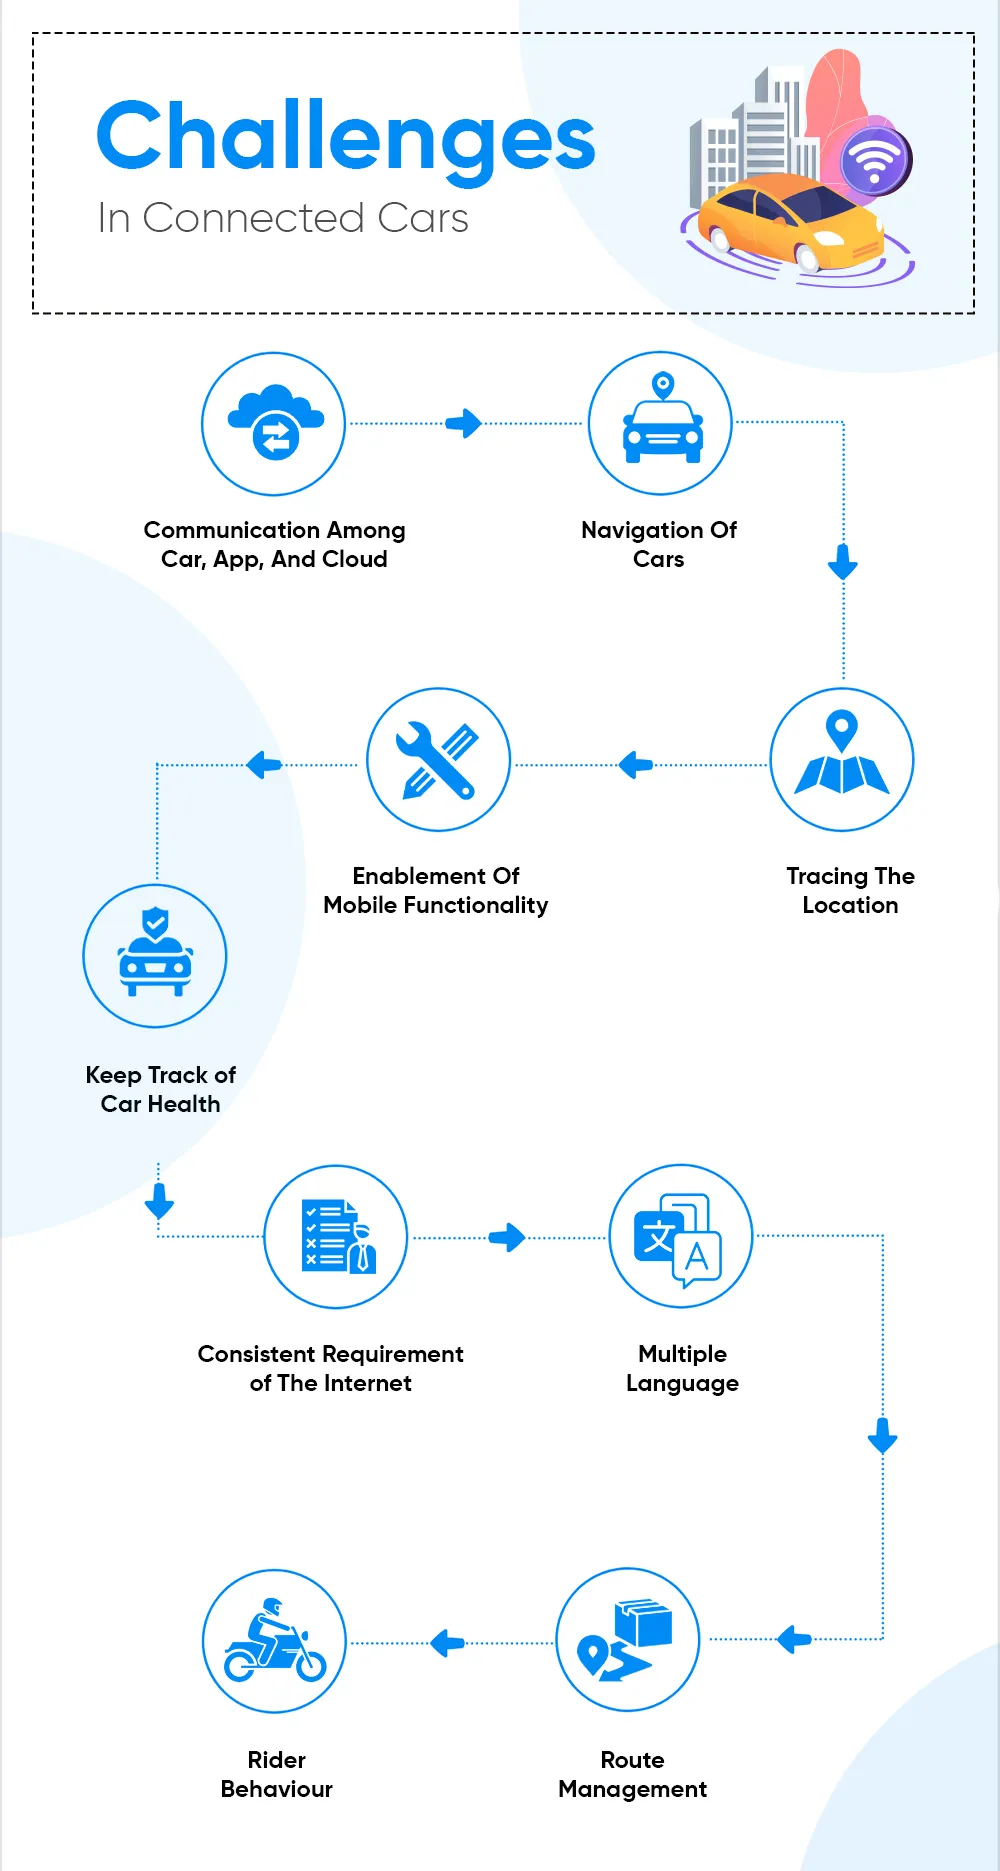 Challenges
In Connected Cars
Communication Among
Car, App, And Cloud
Navigation Of
Cars
Tracing The
Location
Enablement Of
Mobile Functionality
Keep Track of
Car Health
Consistent Requirement
of The Internet
文
A
Multiple
Language
Route
Management
Rider
Behaviour